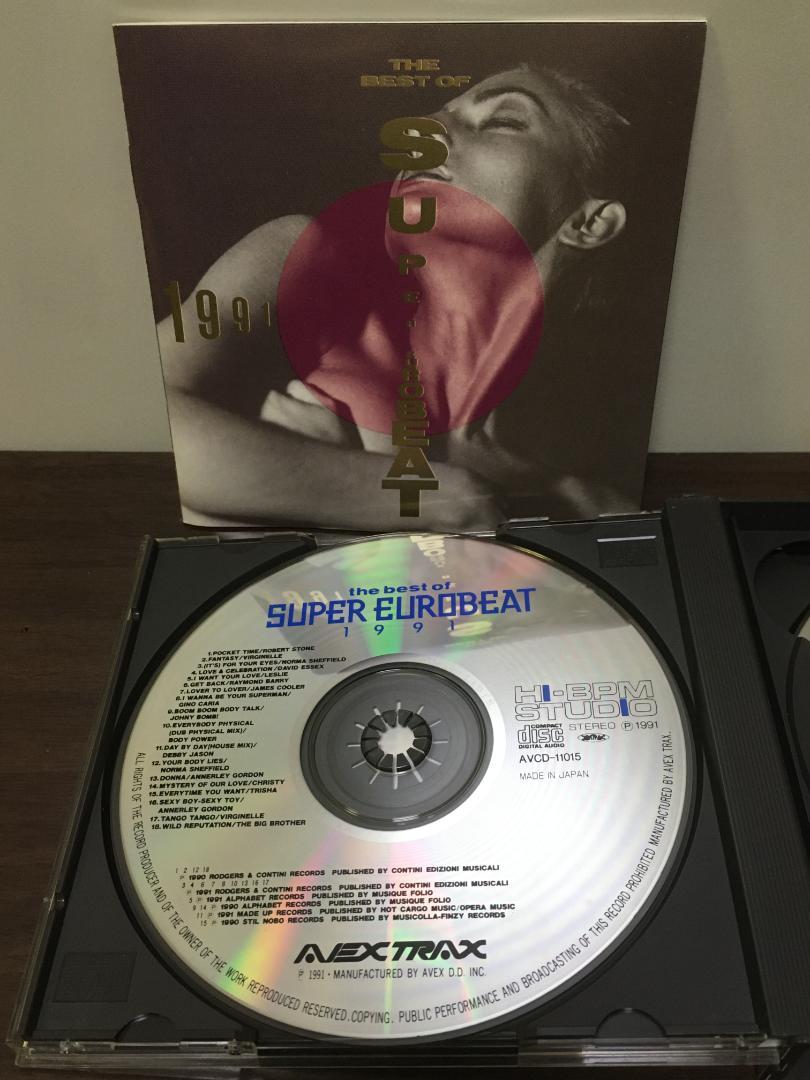 THE
BEST OF
SUPER EUROBEAT
1991
the best of
SUPER EUROBEAT
1991
1.POCKET TIME/ROBERT STONE
2.FANTASY/VIRGINELLE
3.(IT'S) FOR YOUR EYES/NORMA SHEFFIELD
4.LOVE & CELEBRATION/DAVID ESSEX
5.I WANT YOUR LOVE/LESLIE
6.GET BACK/RAYMOND BARRY
7.LOVER TO LOVER/JAMES COOLER
8.I WANNA BE YOUR SUPERMAN/
GINO CARIA
9.BOOM BOOM BODY TALK/
JOHNY BOMB!
10.EVERYBODY PHYSICAL
(DUB PHYSICAL MIX)/
BODY POWER
11.DAY BY DAY(HOUSE MIX)/
DEBBY JASON
12.YOUR BODY LIES/
NORMA SHEFFIELD
13.DONNA/ANNERLEY GORDON
14.MYSTERY OF OUR LOVE/CHRISTY
15.EVERYTIME YOU WANT/TRISHA
16.SEXY BOY-SEXY TOY/
ANNERLEY GORDON
17.TANGO TANGO/VIRGINELLE
18.WILD REPUTATION/THE BIG BROTHER
HI-BPM
STUDIO
COMPACT
disc STEREO ℗1991
DIGITAL AUDIO
AVCD-11015
MADE IN JAPAN
1 2 12 18
℗ 1990 RODGERS & CONTINI RECORDS PUBLISHED BY CONTINI EDIZIONI MUSICALI
3 4 6 7 8 10 13 16 17
℗ 1991 RODGERS & CONTINI RECORDS PUBLISHED BY CONTINI EDIZIONI MUSICALI
5 ℗ 1991 ALPHABET RECORDS PUBLISHED BY MUSIQUE FOLIO
9 14 ℗ 1990 ALPHABET RECORDS PUBLISHED BY MUSIQUE FOLIO
11 ℗ 1991 MADE UP RECORDS PUBLISHED BY HOT CARGO MUSIC/OPERA MUSIC
15 ℗ 1990 STIL NOBO RECORDS PUBLISHED BY MUSICOLLA-FINZY RECORDS
AVEX TRAX
℗ 1991・MANUFACTURED BY AVEX D.D. INC.
ALL RIGHTS OF THE RECORD PRODUCER AND OF THE OWNER OF THE WORK REPRODUCED RESERVED.COPYING, PUBLIC PERFORMANCE AND BROADCASTING OF THIS RECORD PROHIBITED MANUFACTURED BY AVEX TRAX.